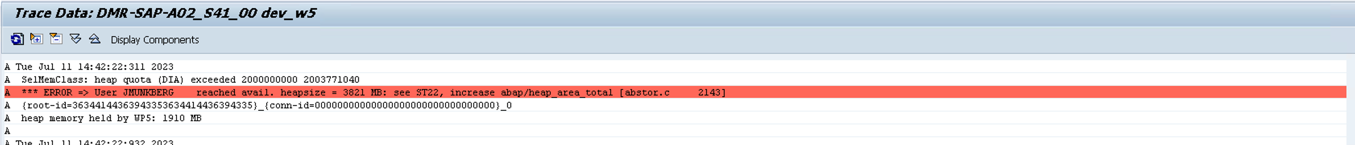 Trace Data: DMR-SAP-A02_S41_00 dev_w5
Display Components
A Tue Jul 11 14:42:22:311 2023
A SelMemClass: heap quota (DIA) exceeded 2000000000 2003771040
A *** ERROR => User JMUNKBERG reached avail. heapsize = 3821 MB: see ST22, increase abap/heap_area_total [abstor.c 2143]
A {root-id=36344144363943353634414436394335}_{conn-id=00000000000000000000000000000000}_0
A heap memory held by WP5: 1910 MB
A
A Tue Jul 11 14:42:22:932 2023